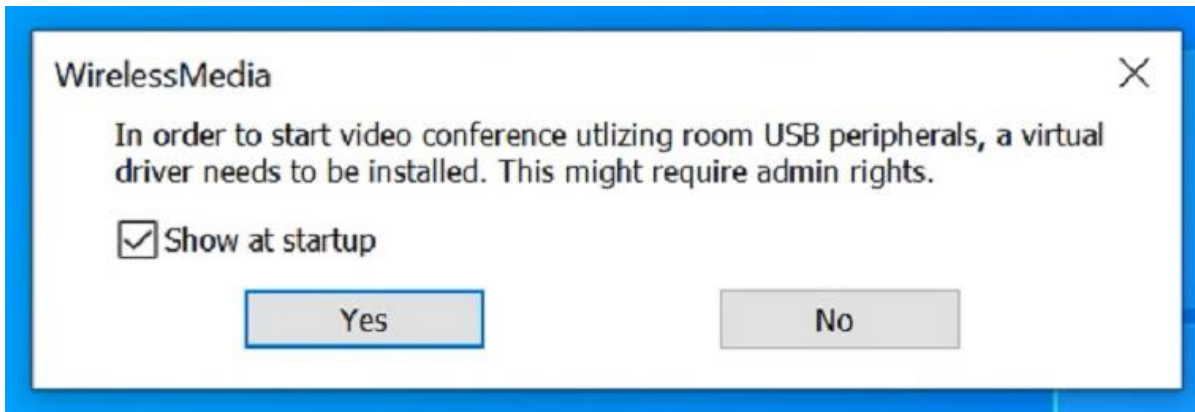 WirelessMedia
In order to start video conference utlizing room USB peripherals, a virtual
driver needs to be installed. This might require admin rights.
Show at startup
Yes
No